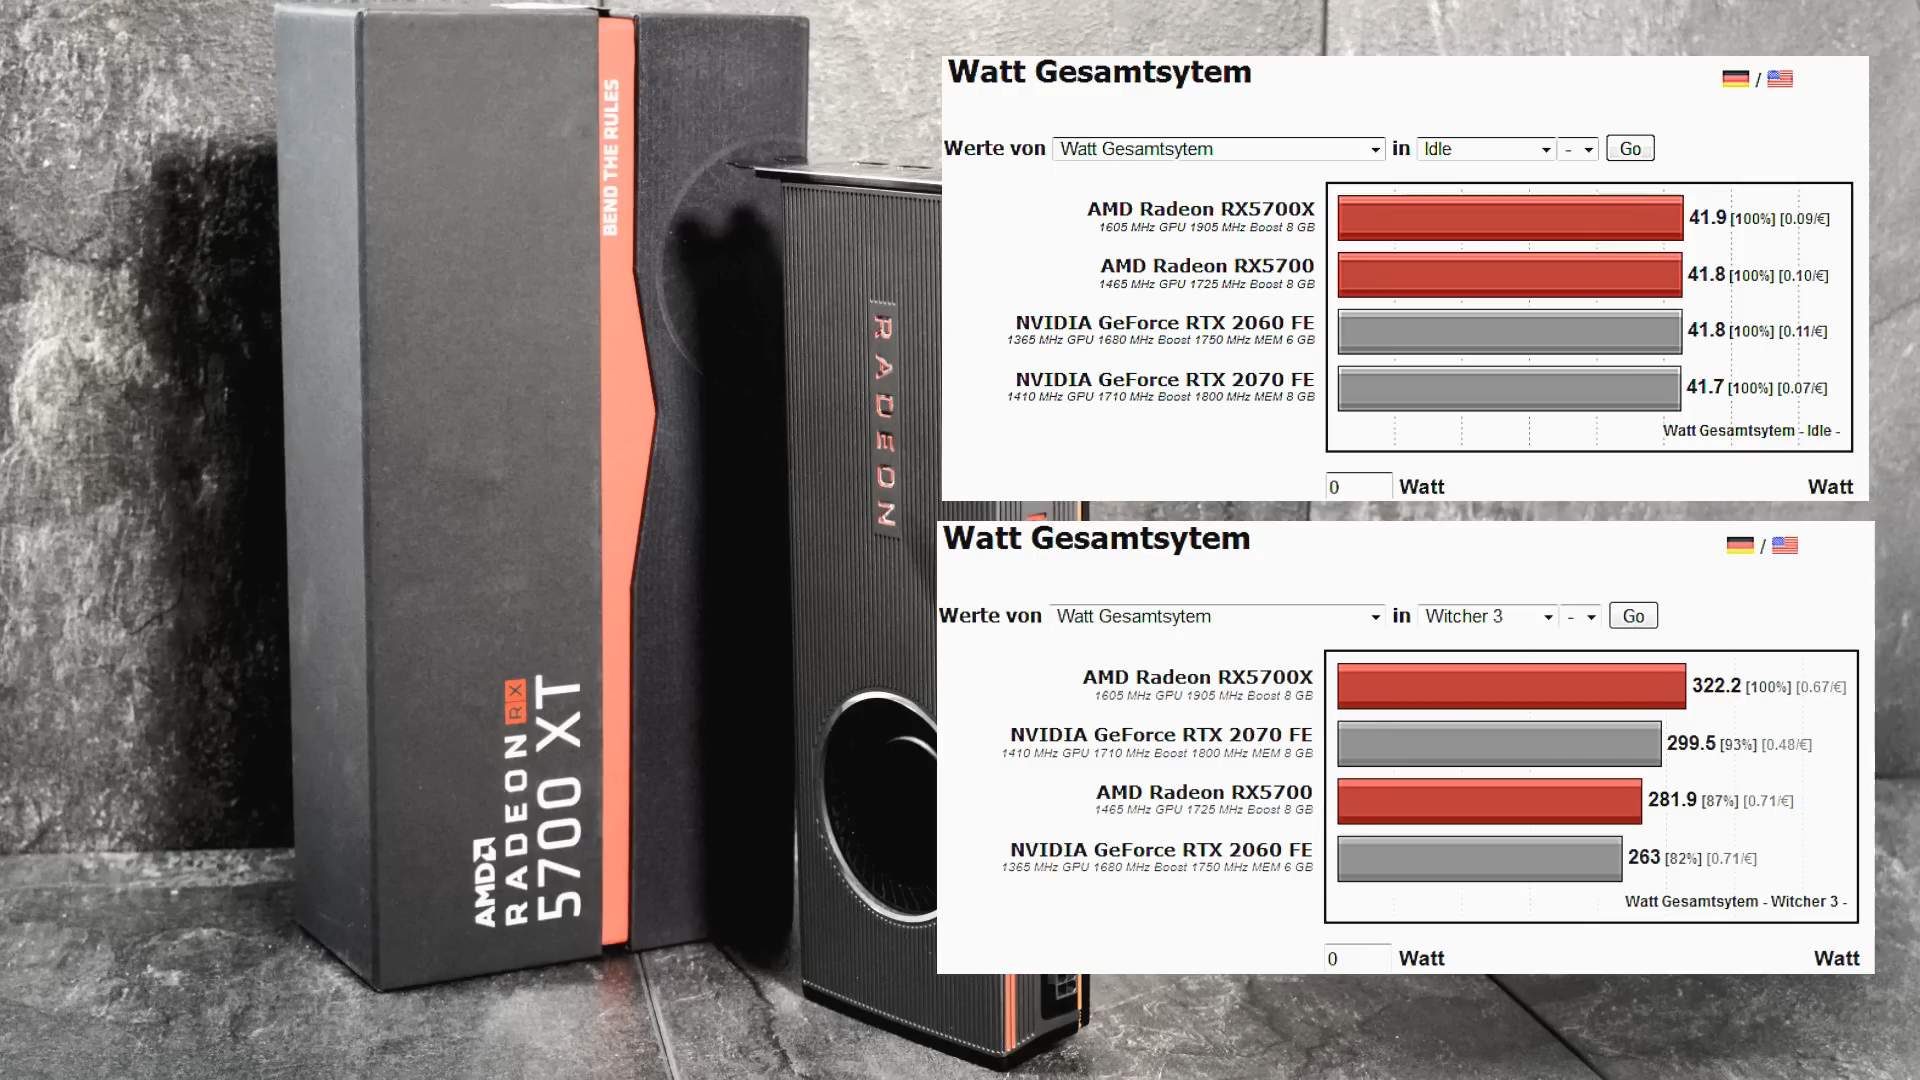 BEND THE RULES
AMD
RADEON RX
5700 XT
RADEON
Watt Gesamtsytem
/
Werte von Watt Gesamtsytem in Idle - Go
AMD Radeon RX5700X
1605 MHz GPU 1905 MHz Boost 8 GB
41.9 [100%] [0.09/€]
AMD Radeon RX5700
1465 MHz GPU 1725 MHz Boost 8 GB
41.8 [100%] [0.10/€]
NVIDIA GeForce RTX 2060 FE
1365 MHz GPU 1680 MHz Boost 1750 MHz MEM 6 GB
41.8 [100%] [0.11/€]
NVIDIA GeForce RTX 2070 FE
1410 MHz GPU 1710 MHz Boost 1800 MHz MEM 8 GB
41.7 [100%] [0.07/€]
Watt Gesamtsytem - Idle -
0 Watt Watt
Watt Gesamtsytem
/
Werte von Watt Gesamtsytem in Witcher 3 - Go
AMD Radeon RX5700X
1605 MHz GPU 1905 MHz Boost 8 GB
322.2 [100%] [0.67/€]
NVIDIA GeForce RTX 2070 FE
1410 MHz GPU 1710 MHz Boost 1800 MHz MEM 8 GB
299.5 [93%] [0.48/€]
AMD Radeon RX5700
1465 MHz GPU 1725 MHz Boost 8 GB
281.9 [87%] [0.71/€]
NVIDIA GeForce RTX 2060 FE
1365 MHz GPU 1680 MHz Boost 1750 MHz MEM 6 GB
263 [82%] [0.71/€]
Watt Gesamtsytem - Witcher 3 -
0 Watt Watt